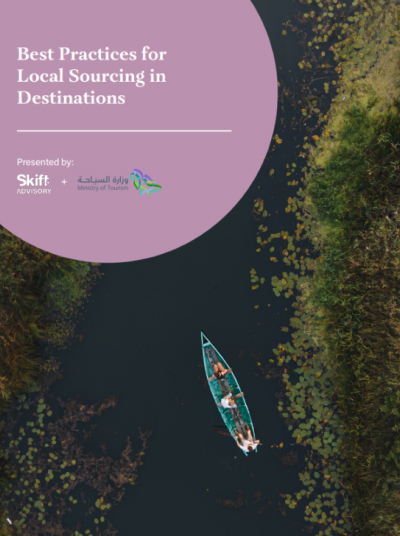 Best Practices for
Local Sourcing in
Destinations
Presented by:
Skift
ADVISORY
+
وزارة السياحة
Ministry of Tourism